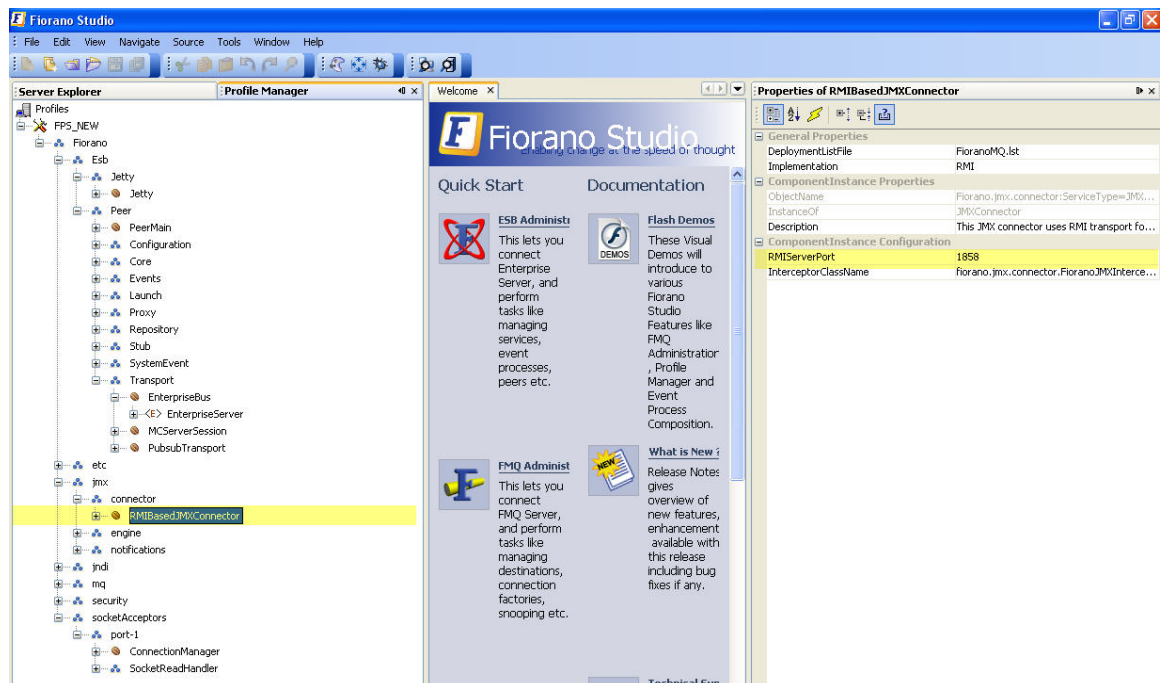 Fiorano Studio
File Edit View Navigate Source Tools Window Help
Server Explorer
Profile Manager
Profiles
FPS_NEW
Fiorano
Esb
Jetty
Jetty
Peer
PeerMain
Configuration
Core
Events
Launch
Proxy
Repository
Stub
SystemEvent
Transport
EnterpriseBus
<E> EnterpriseServer
MCServerSession
PubsubTransport
etc
jmx
connector
RMIBasedJMXConnector
engine
notifications
jndi
mq
security
socketAcceptors
port-1
ConnectionManager
SocketReadHandler
Welcome
Fiorano Studio
Enabling change at the speed of thought
Quick Start
ESB Administ
This lets you
connect
Enterprise
Server, and
perform
tasks like
managing
services,
event
processes,
peers etc.
FMQ Administ
This lets you
connect
FMQ Server,
and perform
tasks like
managing
destinations,
connection
factories,
snooping etc.
Documentation
DEMOS
Flash Demos
These Visual
Demos will
introduce to
various
Fiorano
Studio
Features like
FMQ
Administration
, Profile
Manager and
Event
Process
Composition.
NEW
What is New ?
Release Notes
gives
overview of
new features,
enhancement
available with
this release
including bug
fixes if any.
Properties of RMIBasedJMXConnector
General Properties
DeploymentListFile FioranoMQ.lst
Implementation RMI
ComponentInstance Properties
ObjectName Fiorano.jmx.connector:ServiceType=JMX...
InstanceOf JMXConnector
Description This JMX connector uses RMI transport fo...
ComponentInstance Configuration
RMIServerPort 1858
InterceptorClassName fiorano.jmx.connector.FioranoJMXInterce...